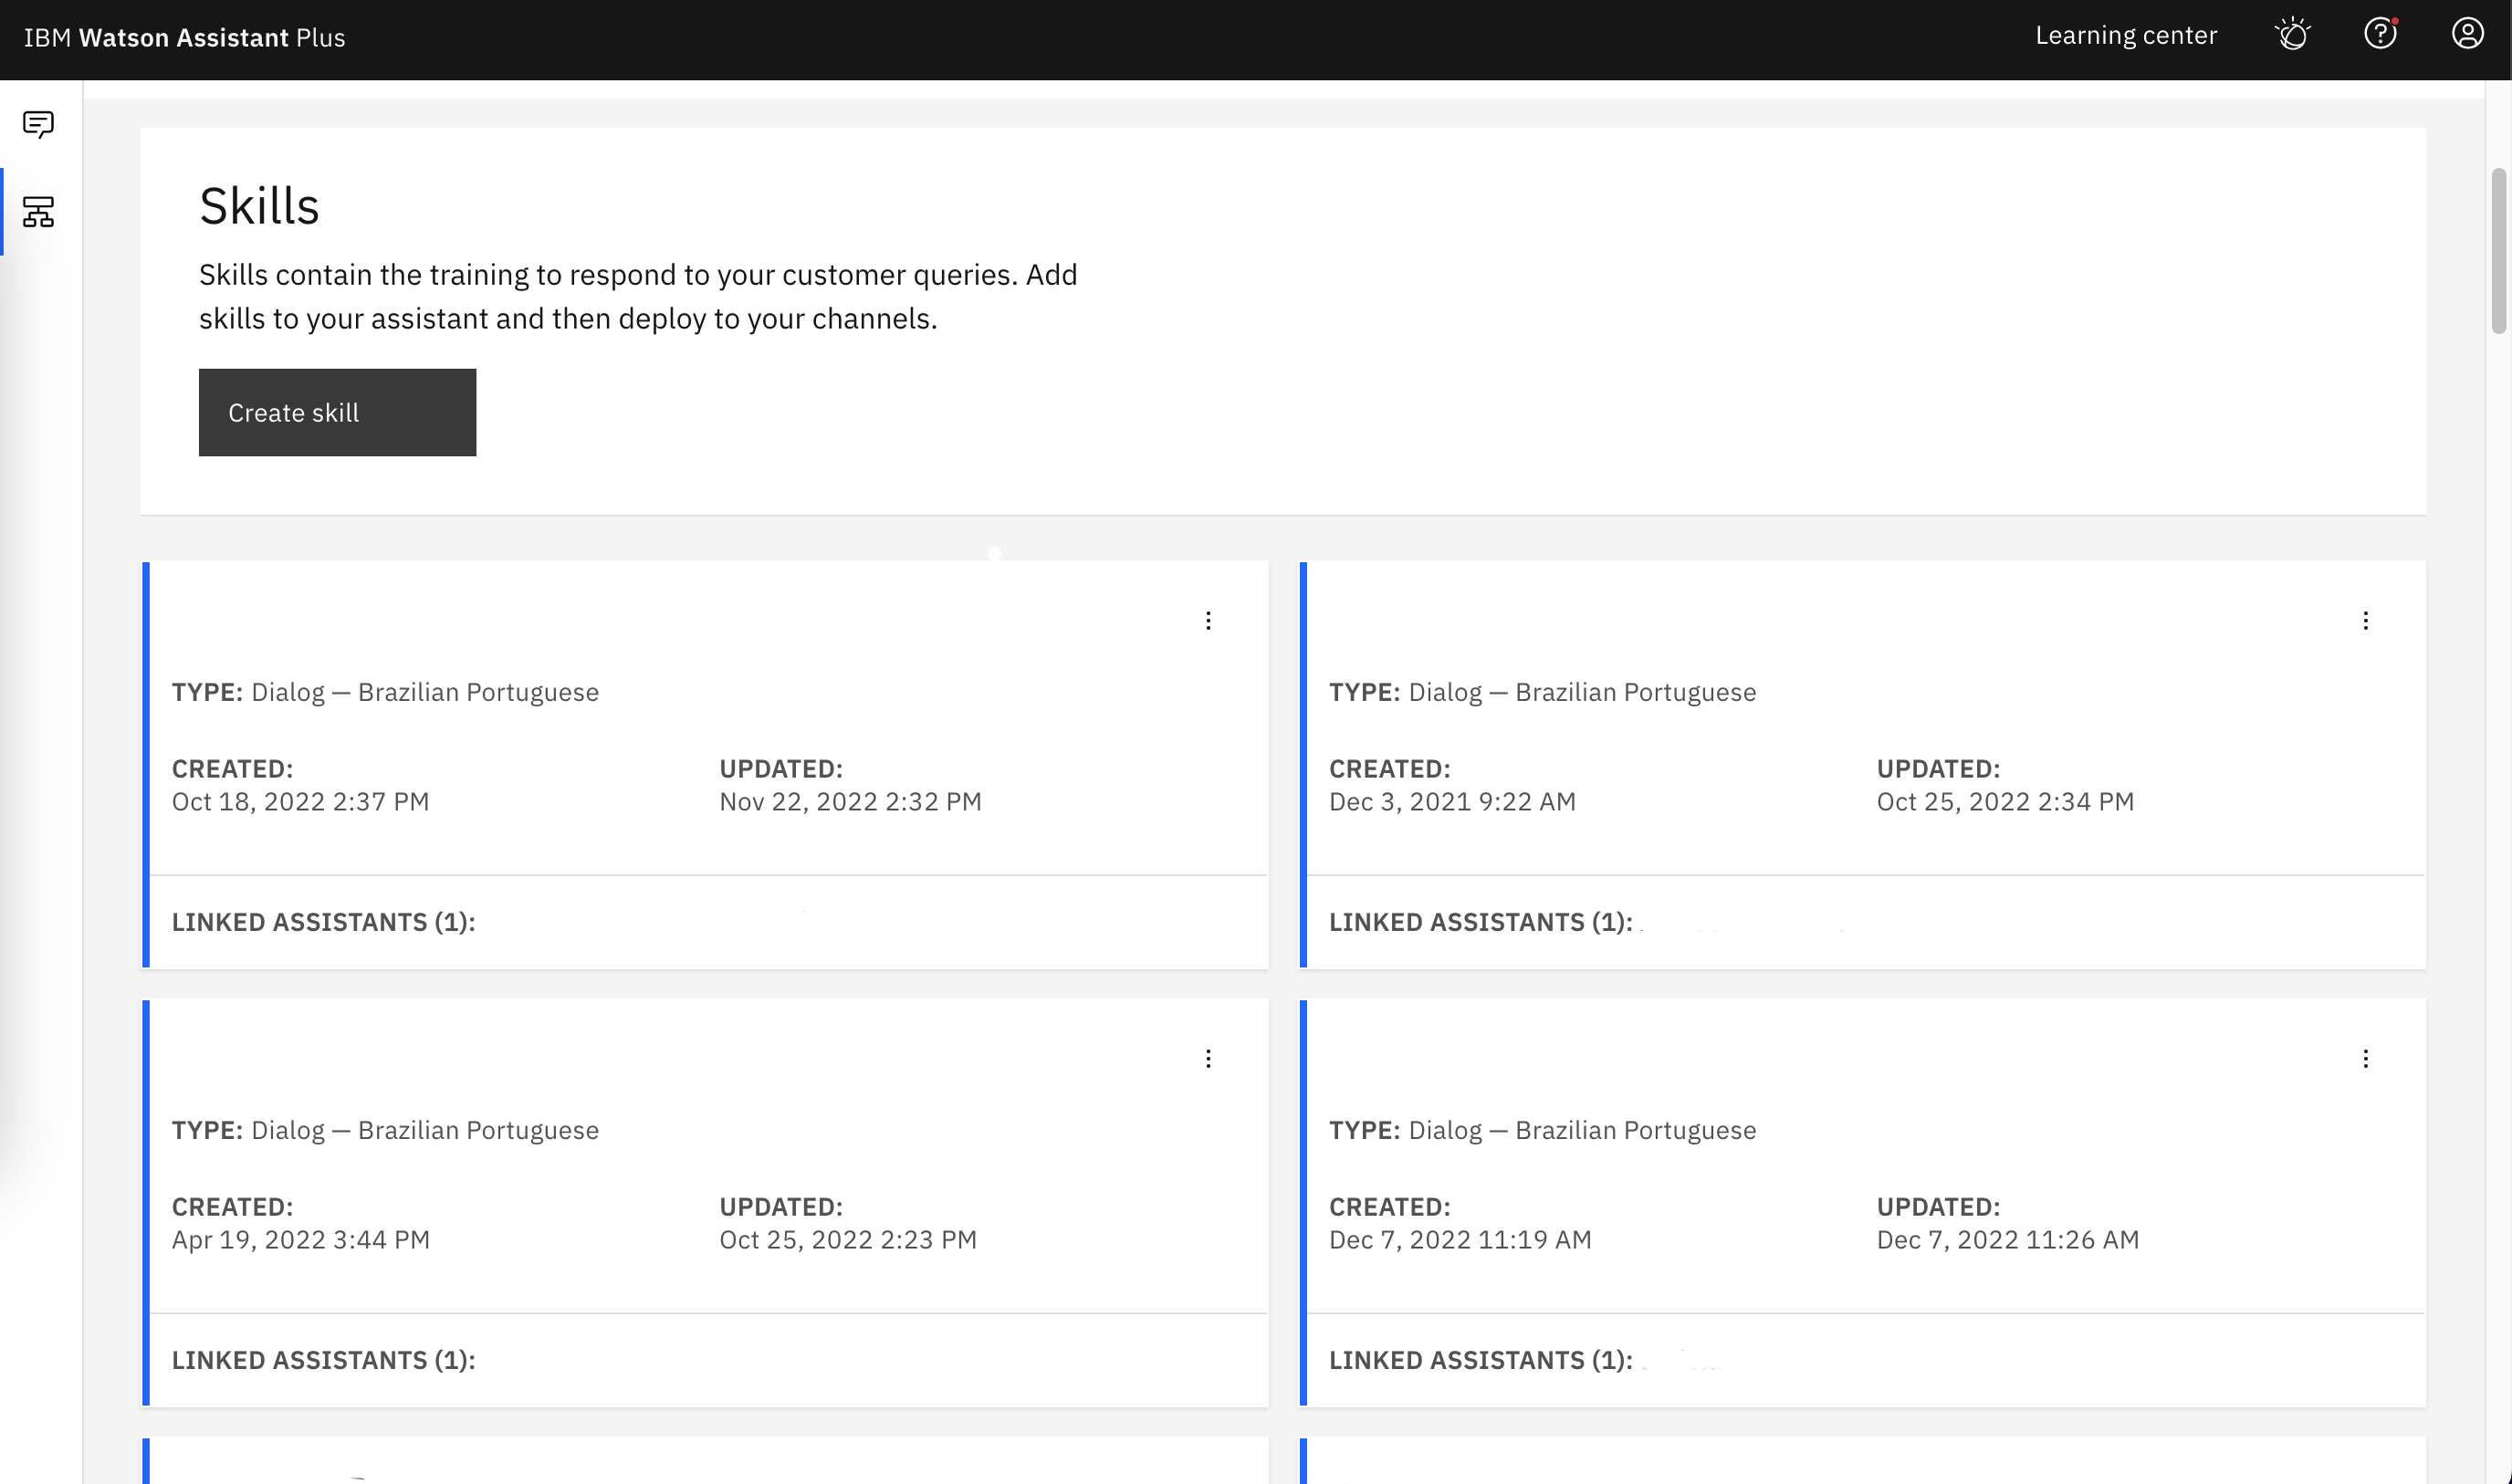 IBM Watson Assistant Plus
Learning center
Skills
Skills contain the training to respond to your customer queries. Add
skills to your assistant and then deploy to your channels.
Create skill
TYPE: Dialog — Brazilian Portuguese
CREATED:
Oct 18, 2022 2:37 PM
UPDATED:
Nov 22, 2022 2:32 PM
LINKED ASSISTANTS (1):
TYPE: Dialog — Brazilian Portuguese
CREATED:
Dec 3, 2021 9:22 AM
UPDATED:
Oct 25, 2022 2:34 PM
LINKED ASSISTANTS (1):
TYPE: Dialog — Brazilian Portuguese
CREATED:
Apr 19, 2022 3:44 PM
UPDATED:
Oct 25, 2022 2:23 PM
LINKED ASSISTANTS (1):
TYPE: Dialog — Brazilian Portuguese
CREATED:
Dec 7, 2022 11:19 AM
UPDATED:
Dec 7, 2022 11:26 AM
LINKED ASSISTANTS (1):